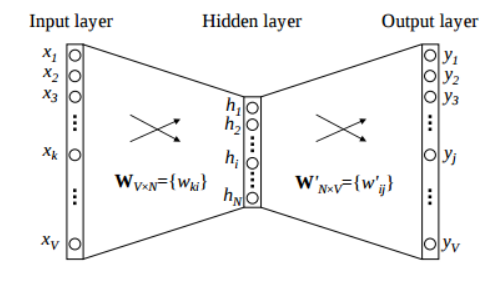 Input layer Hidden layer Output layer
x1
x2
x3
⋮
xk
⋮
xV
WV×N={wki}
h1
h2
⋮
hi
⋮
hN
W'N×V={w'ij}
y1
y2
y3
⋮
yj
⋮
yV